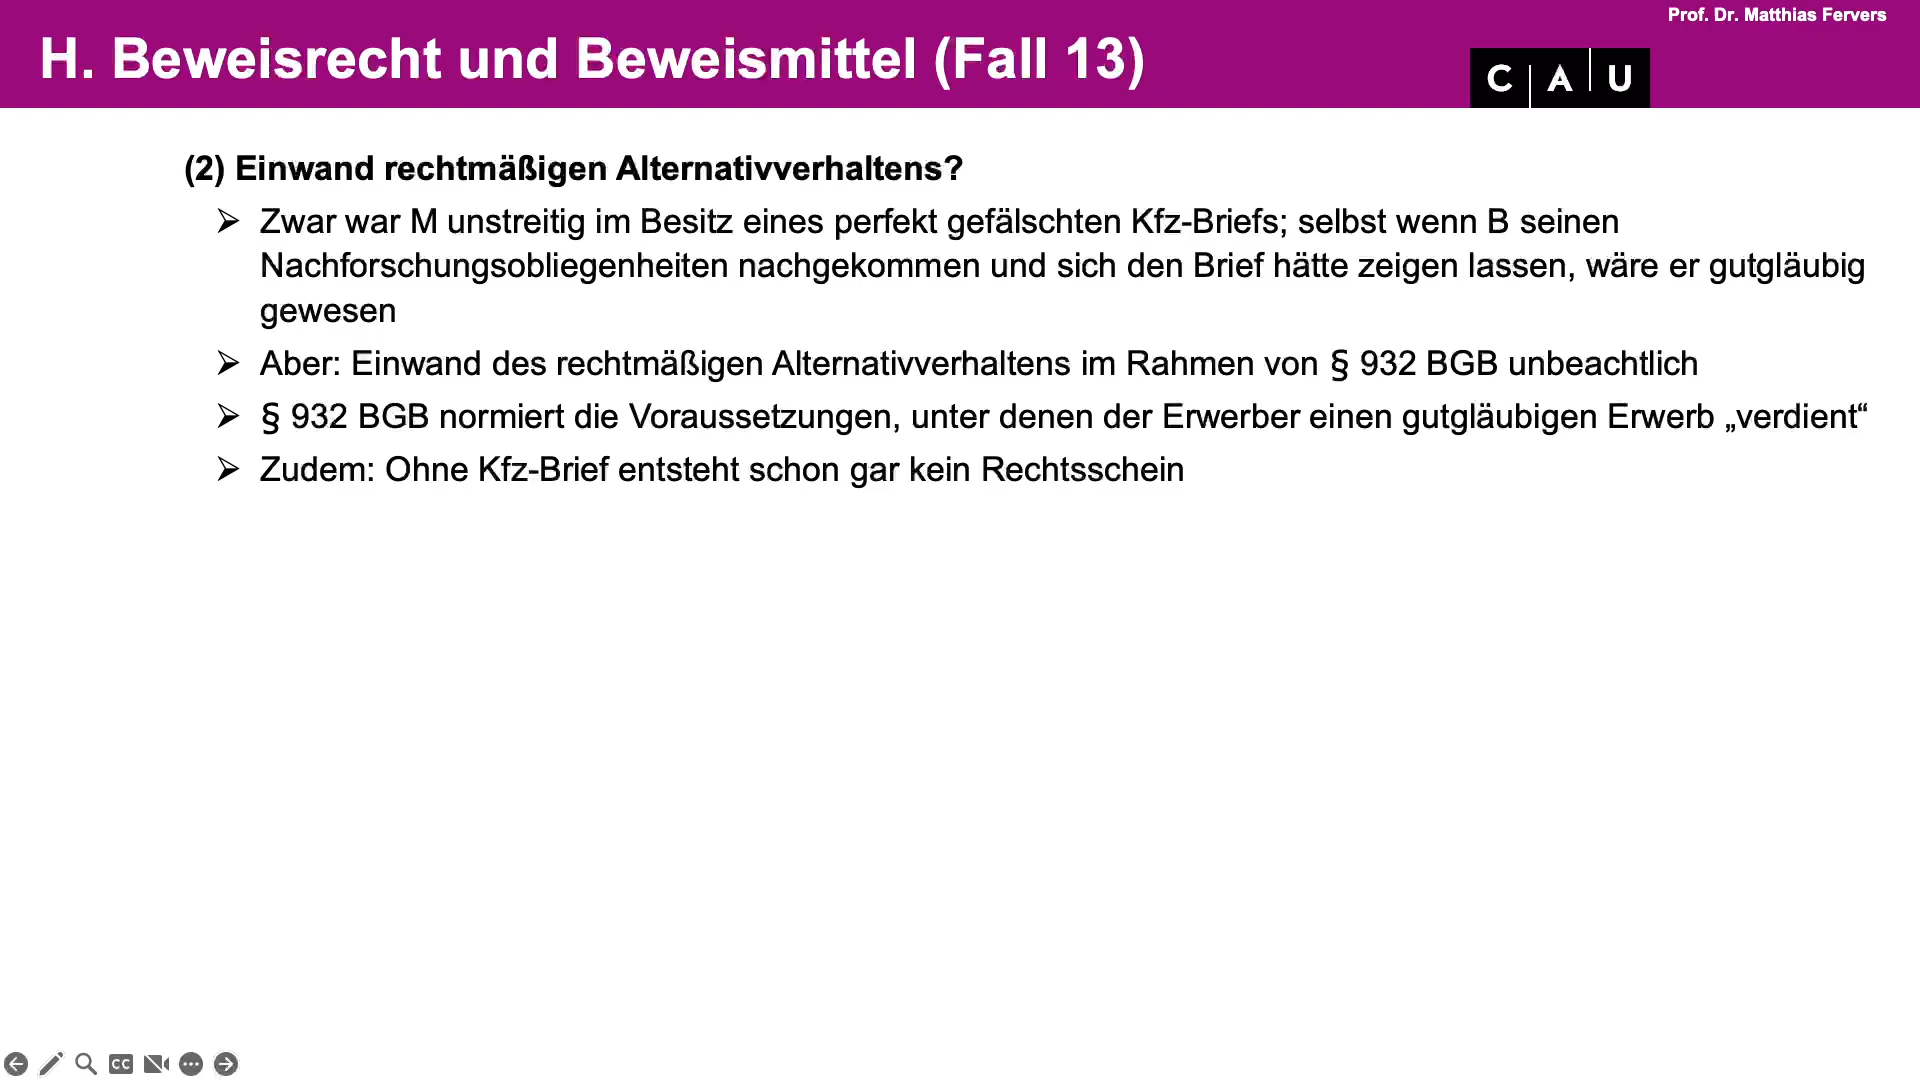 Prof. Dr. Matthias Fervers
H. Beweisrecht und Beweismittel (Fall 13)
C A U
(2) Einwand rechtmäßigen Alternativverhaltens?
➢ Zwar war M unstreitig im Besitz eines perfekt gefälschten Kfz-Briefs; selbst wenn B seinen
Nachforschungsobliegenheiten nachgekommen und sich den Brief hätte zeigen lassen, wäre er gutgläubig
gewesen
➢ Aber: Einwand des rechtmäßigen Alternativverhaltens im Rahmen von § 932 BGB unbeachtlich
➢ § 932 BGB normiert die Voraussetzungen, unter denen der Erwerber einen gutgläubigen Erwerb „verdient“
➢ Zudem: Ohne Kfz-Brief entsteht schon gar kein Rechtsschein
CC